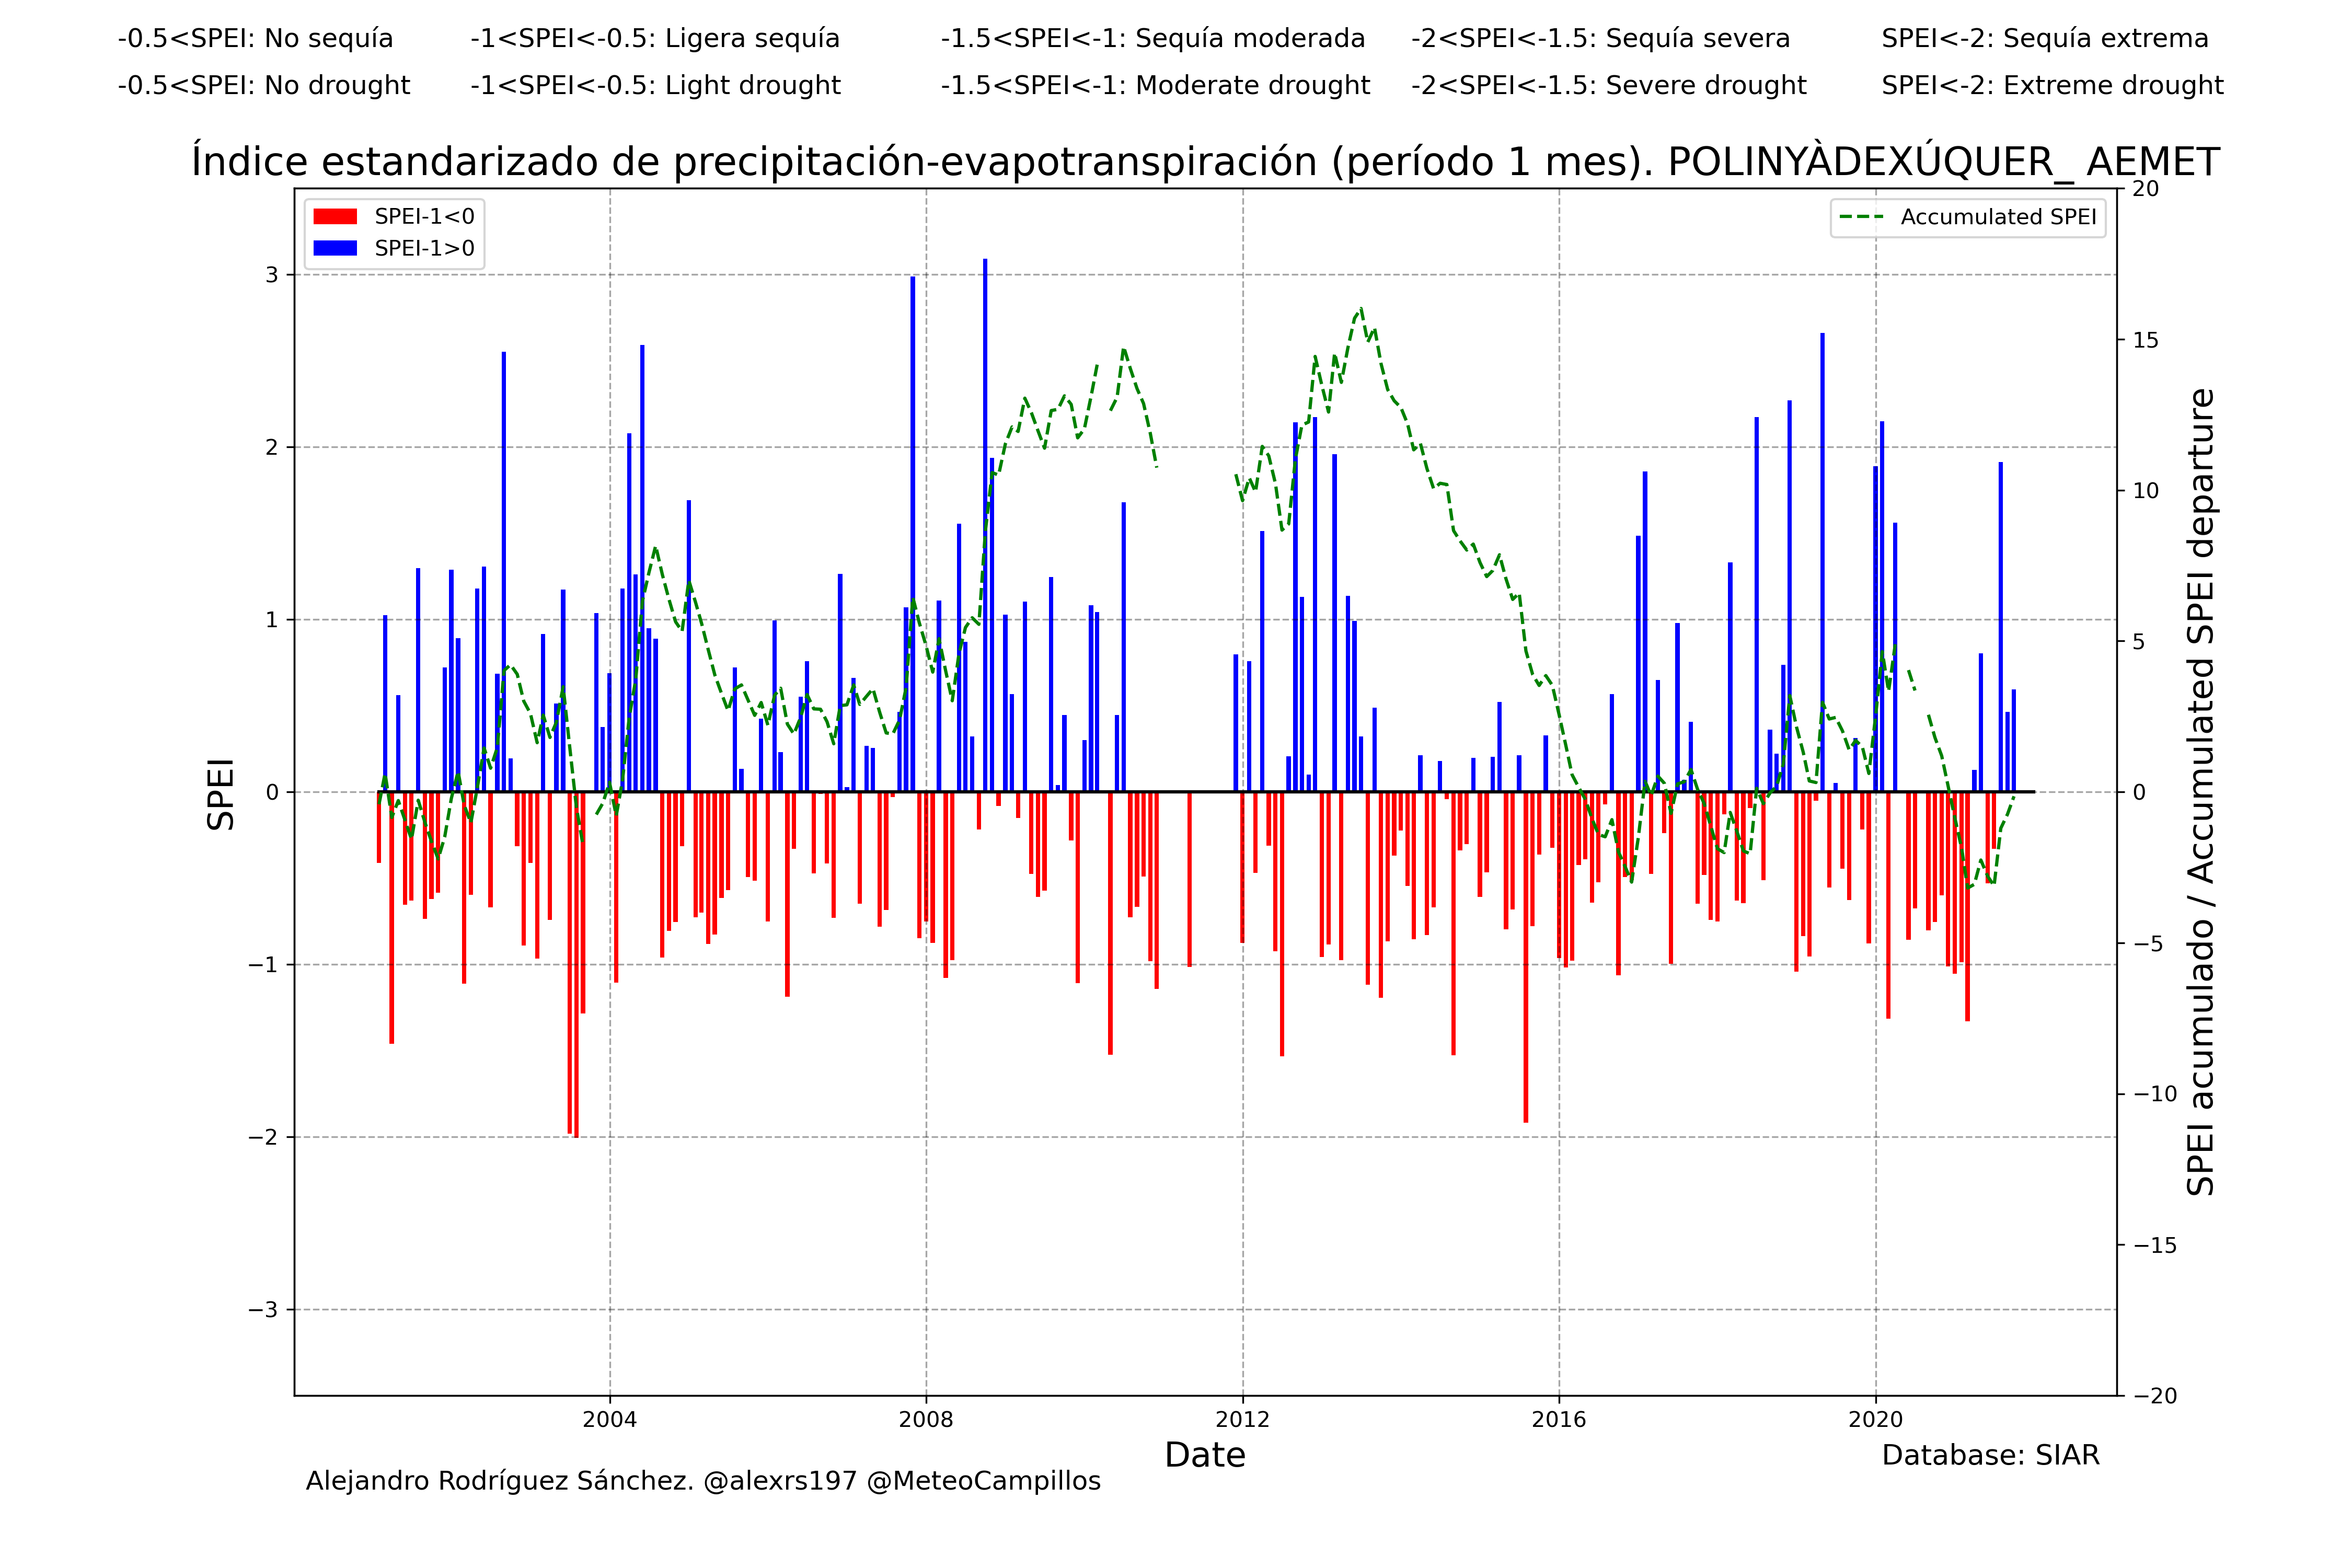 -0.5<SPEI: No sequía -1<SPEI<-0.5: Ligera sequía -1.5<SPEI<-1: Sequía moderada -2<SPEI<-1.5: Sequía severa SPEI<-2: Sequía extrema
-0.5<SPEI: No drought -1<SPEI<-0.5: Light drought -1.5<SPEI<-1: Moderate drought -2<SPEI<-1.5: Severe drought SPEI<-2: Extreme drought
Índice estandarizado de precipitación-evapotranspiración (período 1 mes). POLINYÀDEXÚQUER_ AEMET
SPEI-1<0
SPEI-1>0
Accumulated SPEI
SPEI
3
2
1
0
−1
−2
−3
20
15
10
5
0
−5
−10
−15
−20
SPEI acumulado / Accumulated SPEI departure
2004 2008 2012 2016 2020
Date
Database: SIAR
Alejandro Rodríguez Sánchez. @alexrs197 @MeteoCampillos